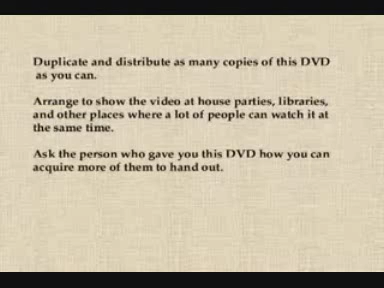 Duplicate and distribute as many copies of this DVD
as you can.
Arrange to show the video at house parties, libraries,
and other places where a lot of people can watch it at
the same time.
Ask the person who gave you this DVD how you can
acquire more of them to hand out.